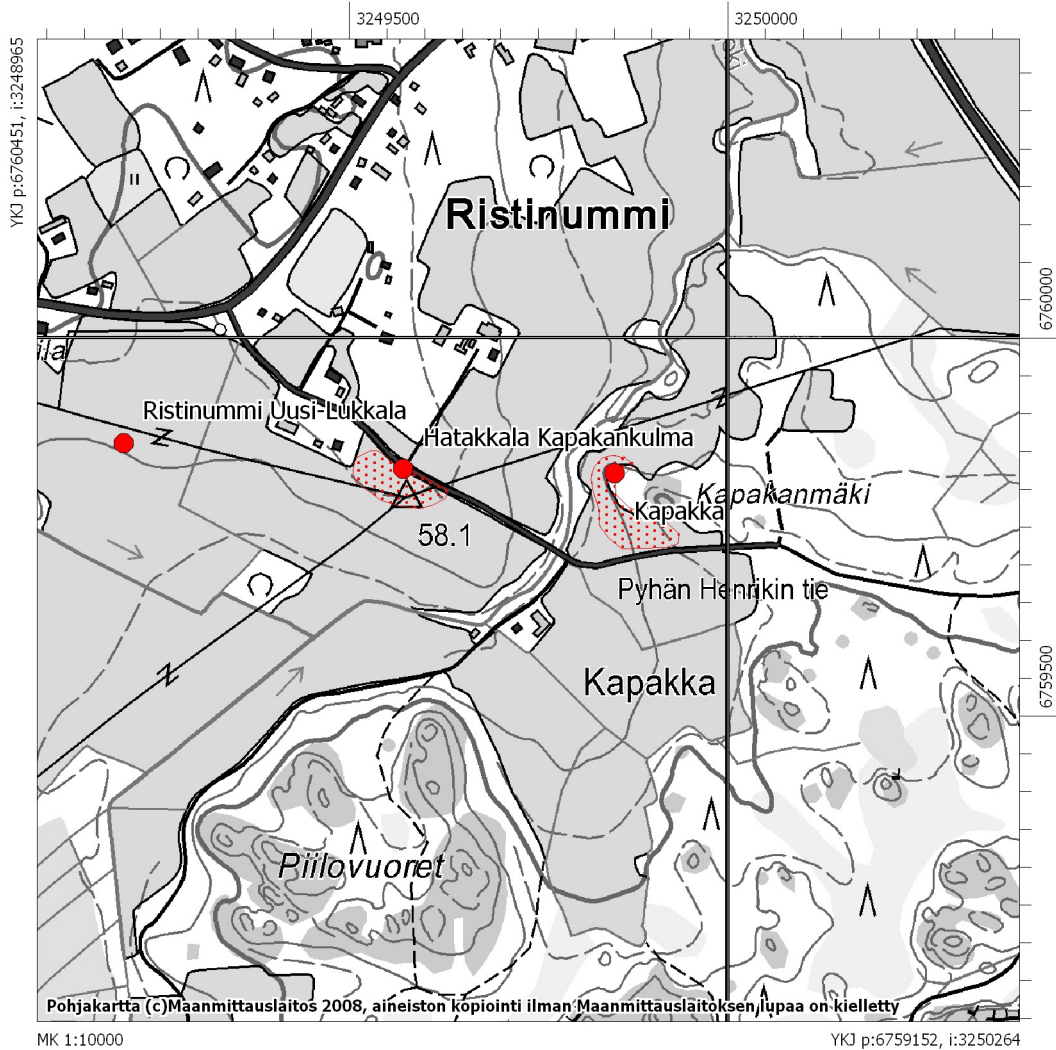 3249500
3250000
YKJ p:6760451, i:3248965
Ristinummi
6760000
ila
Ristinummi Uusi-Lukkala
Hatakkala Kapakankulma
Kapakanmäki
Kapakka
58.1
Pyhän Henrikin tie
Kapakka
6759500
Piilovuoret
Pohjakartta (c)Maanmittauslaitos 2008, aineiston kopiointi ilman Maanmittauslaitoksen lupaa on kielletty
MK 1:10000
YKJ p:6759152, i:3250264